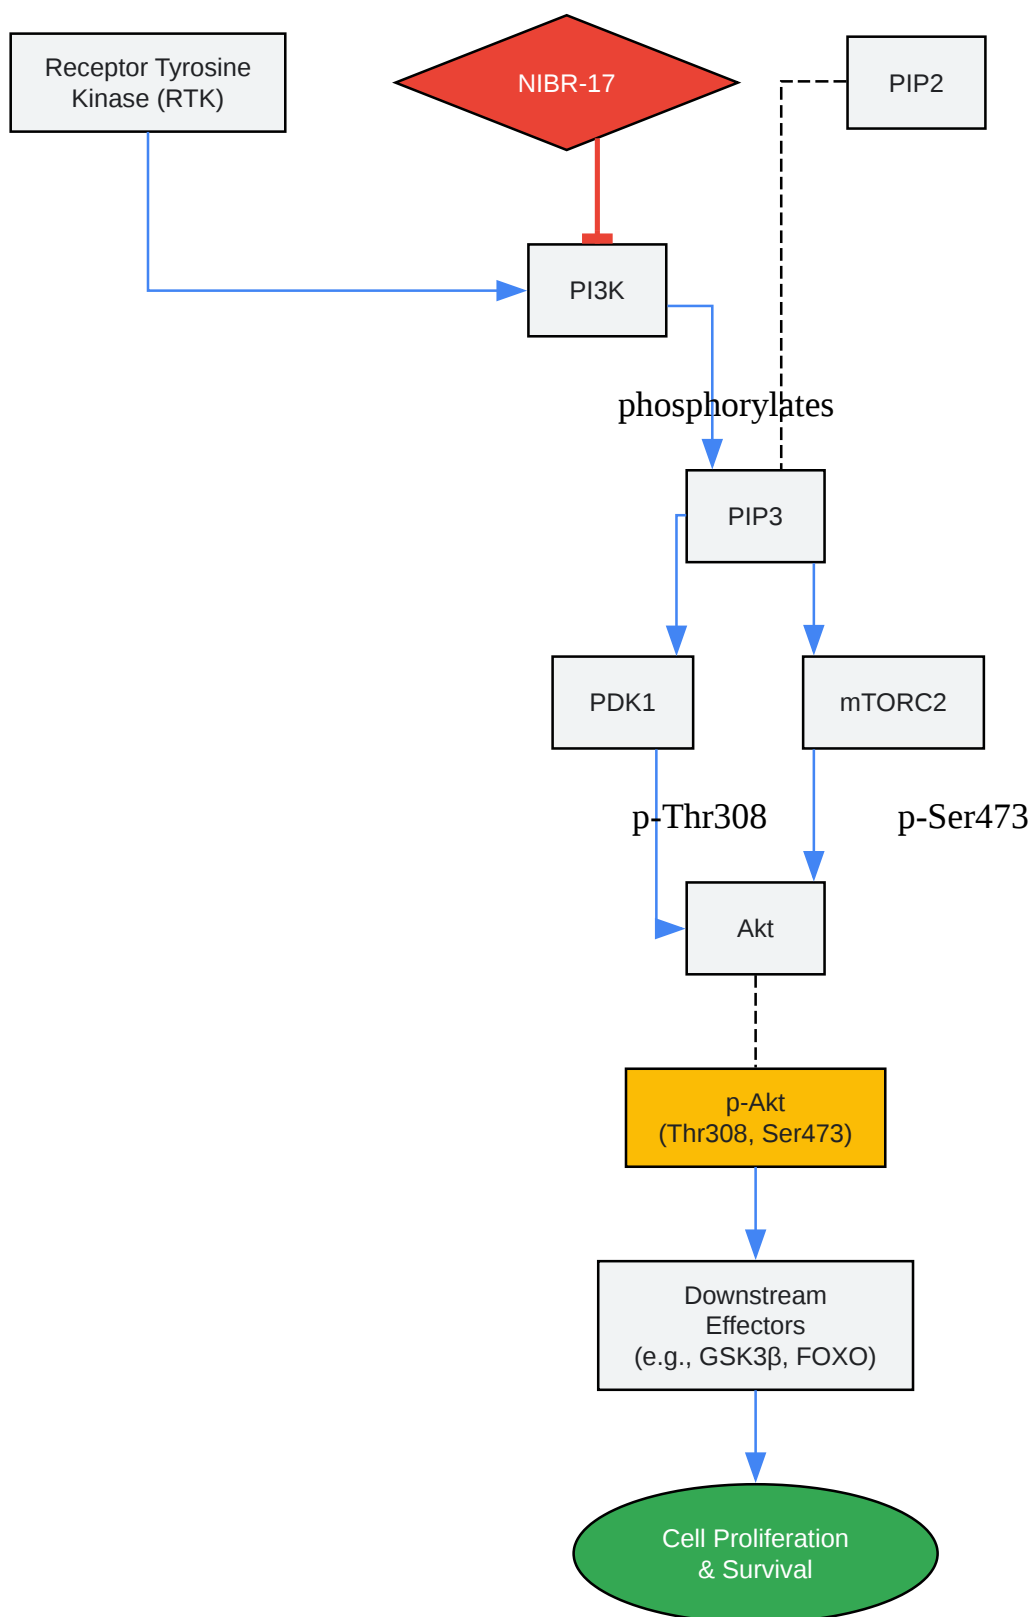 Receptor Tyrosine
Kinase (RTK)
NIBR-17
PIP2
PI3K
phosphorylates
PIP3
PDK1
mTORC2
p-Thr308
p-Ser473
Akt
p-Akt
(Thr308, Ser473)
Downstream
Effectors
(e.g., GSK3β, FOXO)
Cell Proliferation
& Survival